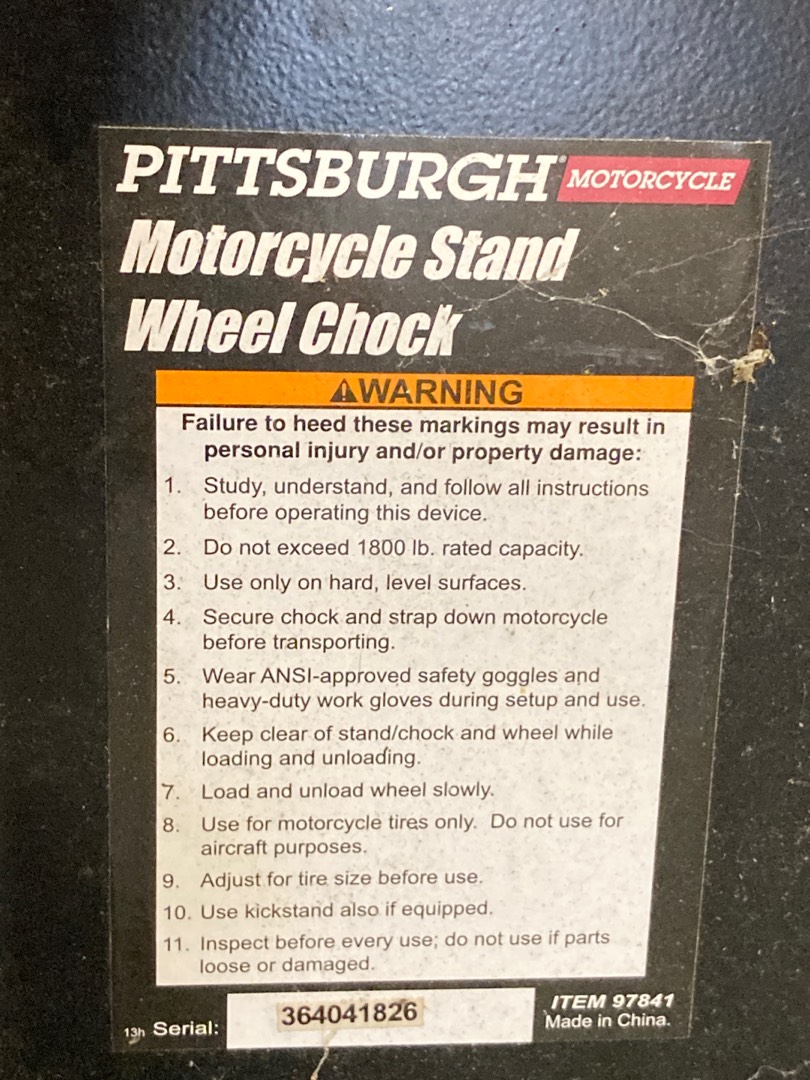 PITTSBURGH® MOTORCYCLE
Motorcycle Stand
Wheel Chock
⚠WARNING
Failure to heed these markings may result in
personal injury and/or property damage:
1. Study, understand, and follow all instructions
before operating this device.
2. Do not exceed 1800 lb. rated capacity.
3. Use only on hard, level surfaces.
4. Secure chock and strap down motorcycle
before transporting.
5. Wear ANSI-approved safety goggles and
heavy-duty work gloves during setup and use.
6. Keep clear of stand/chock and wheel while
loading and unloading.
7. Load and unload wheel slowly.
8. Use for motorcycle tires only. Do not use for
aircraft purposes.
9. Adjust for tire size before use.
10. Use kickstand also if equipped.
11. Inspect before every use; do not use if parts
loose or damaged.
13h Serial: 364041826
ITEM 97841
Made in China.